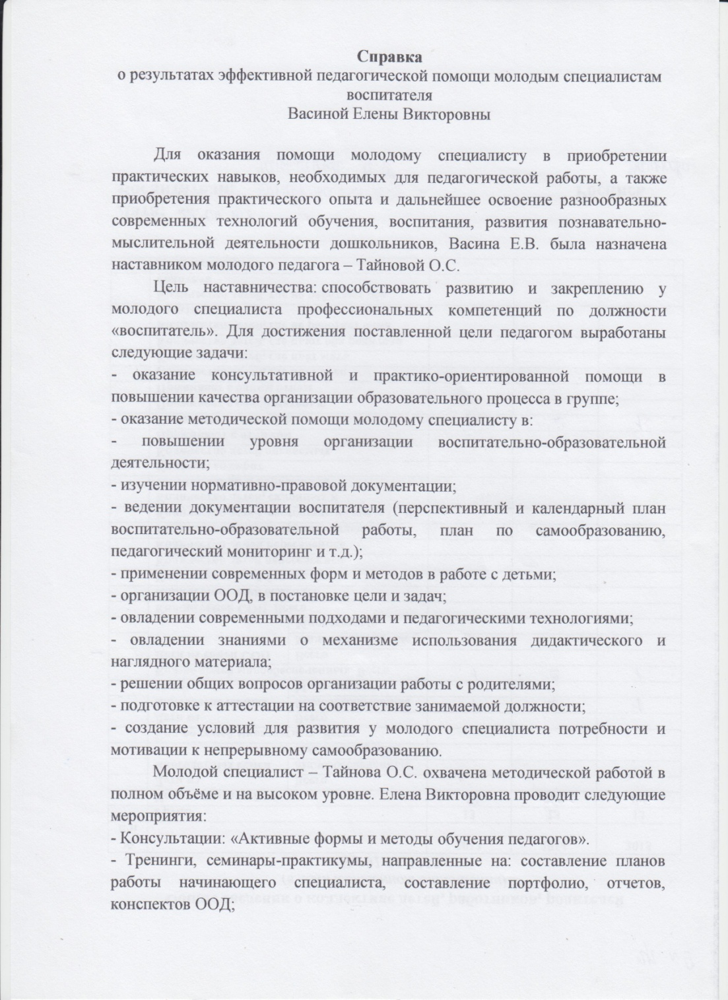 Справка
о результатах эффективной педагогической помощи молодым специалистам
воспитателя
Васиной Елены Викторовны
Для оказания помощи молодому специалисту в приобретении
практических навыков, необходимых для педагогической работы, а также
приобретения практического опыта и дальнейшее освоение разнообразных
современных технологий обучения, воспитания, развития познавательно-
мыслительной деятельности дошкольников, Васина Е.В. была назначена
наставником молодого педагога – Тайновой О.С.
Цель наставничества: способствовать развитию и закреплению у
молодого специалиста профессиональных компетенций по должности
«воспитатель». Для достижения поставленной цели педагогом выработаны
следующие задачи:
- оказание консультативной и практико-ориентированной помощи в
повышении качества организации образовательного процесса в группе;
- оказание методической помощи молодому специалисту в:
- повышении уровня организации воспитательно-образовательной
деятельности;
- изучении нормативно-правовой документации;
- ведении документации воспитателя (перспективный и календарный план
воспитательно-образовательной работы, план по самообразованию,
педагогический мониторинг и т.д.);
- применении современных форм и методов в работе с детьми;
- организации ООД, в постановке цели и задач;
- овладении современными подходами и педагогическими технологиями;
- овладении знаниями о механизме использования дидактического и
наглядного материала;
- решении общих вопросов организации работы с родителями;
- подготовке к аттестации на соответствие занимаемой должности;
- создание условий для развития у молодого специалиста потребности и
мотивации к непрерывному самообразованию.
Молодой специалист – Тайнова О.С. охвачена методической работой в
полном объёме и на высоком уровне. Елена Викторовна проводит следующие
мероприятия:
- Консультации: «Активные формы и методы обучения педагогов».
- Тренинги, семинары-практикумы, направленные на: составление планов
работы начинающего специалиста, составление портфолио, отчетов,
конспектов ООД;